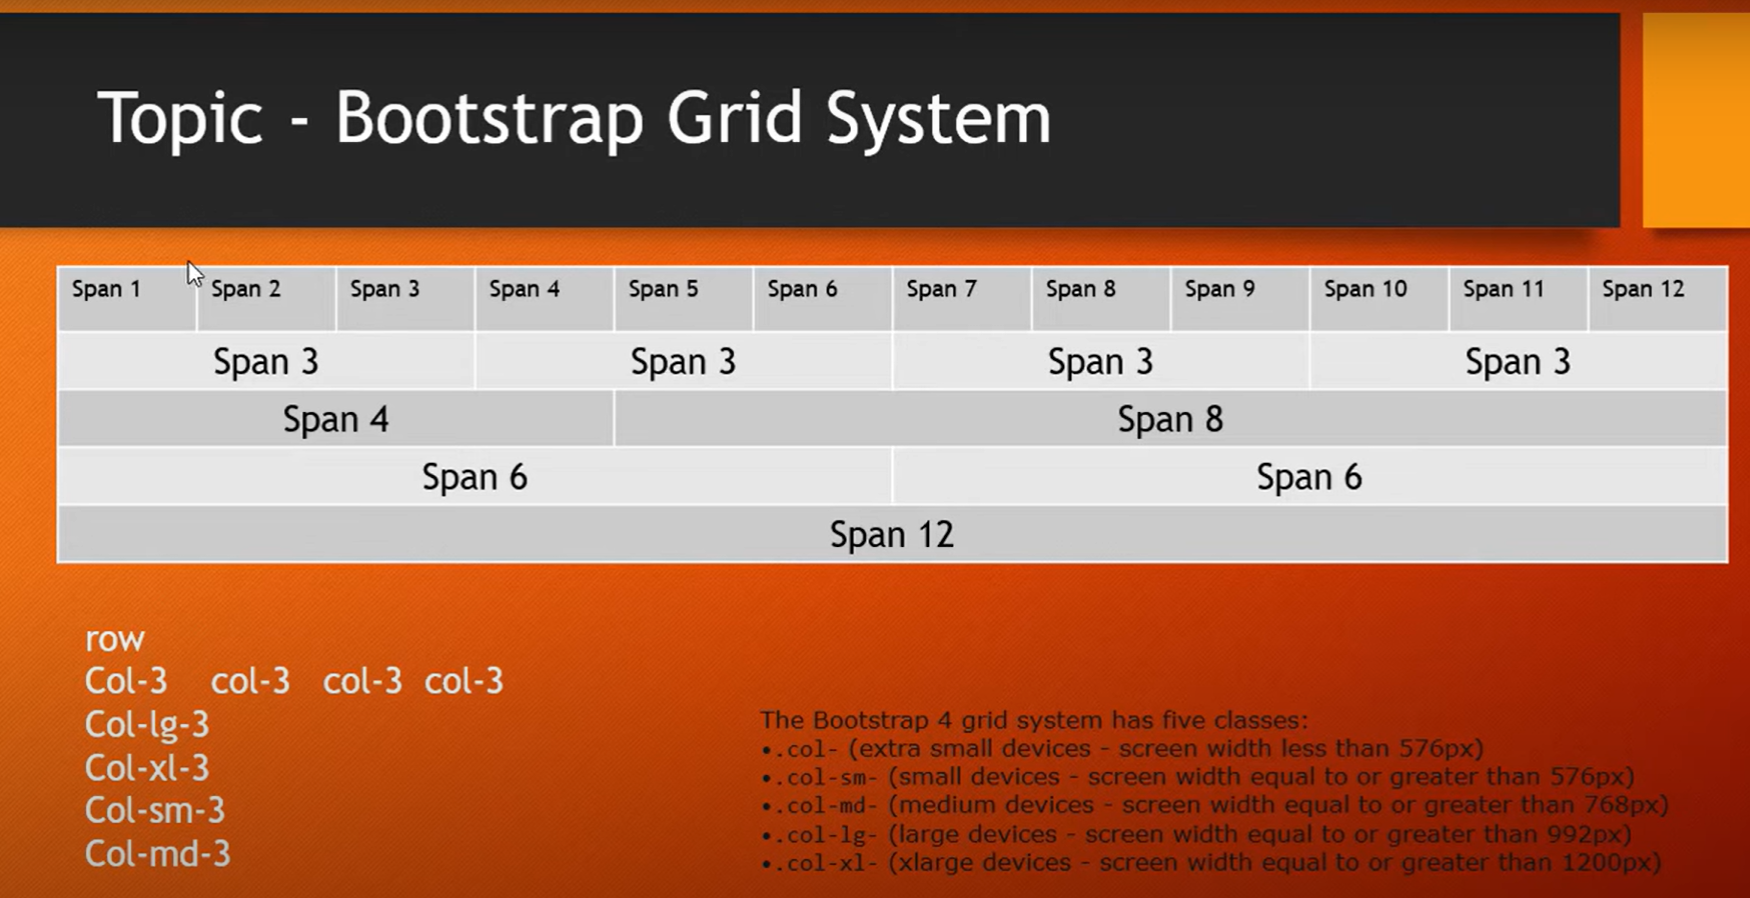 Topic - Bootstrap Grid System
Span 1 Span 2 Span 3 Span 4 Span 5 Span 6 Span 7 Span 8 Span 9 Span 10 Span 11 Span 12
Span 3 Span 3 Span 3 Span 3
Span 4 Span 8
Span 6 Span 6
Span 12
row
Col-3 col-3 col-3 col-3
Col-lg-3
Col-xl-3
Col-sm-3
Col-md-3
The Bootstrap 4 grid system has five classes:
•.col- (extra small devices - screen width less than 576px)
•.col-sm- (small devices - screen width equal to or greater than 576px)
•.col-md- (medium devices - screen width equal to or greater than 768px)
•.col-lg- (large devices - screen width equal to or greater than 992px)
•.col-xl- (xlarge devices - screen width equal to or greater than 1200px)